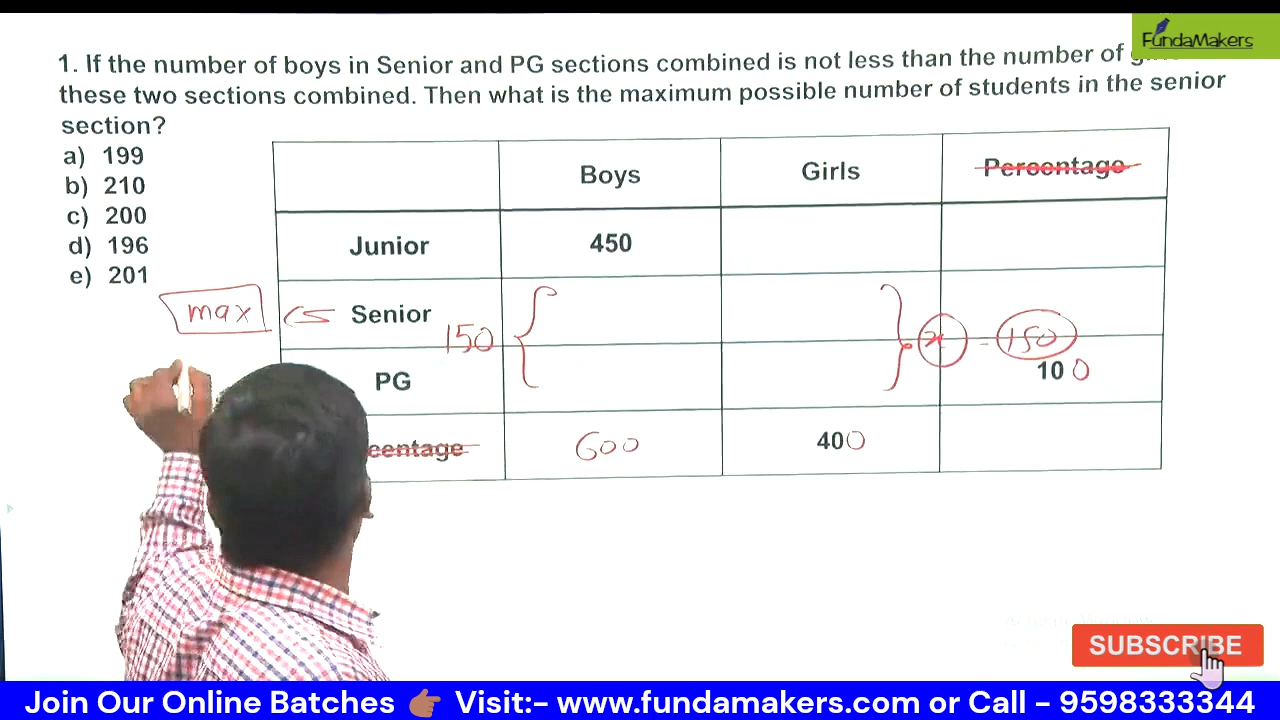 FundaMakers
1. If the number of boys in Senior and PG sections combined is not less than the number of
these two sections combined. Then what is the maximum possible number of students in the senior
section?
a) 199
b) 210
c) 200
d) 196
e) 201
Boys Girls Percentage
Junior 450
max Senior 150 x = 150
PG 100
centage 600 400
SUBSCRIBE
Join Our Online Batches Visit:- www.fundamakers.com or Call – 9598333344